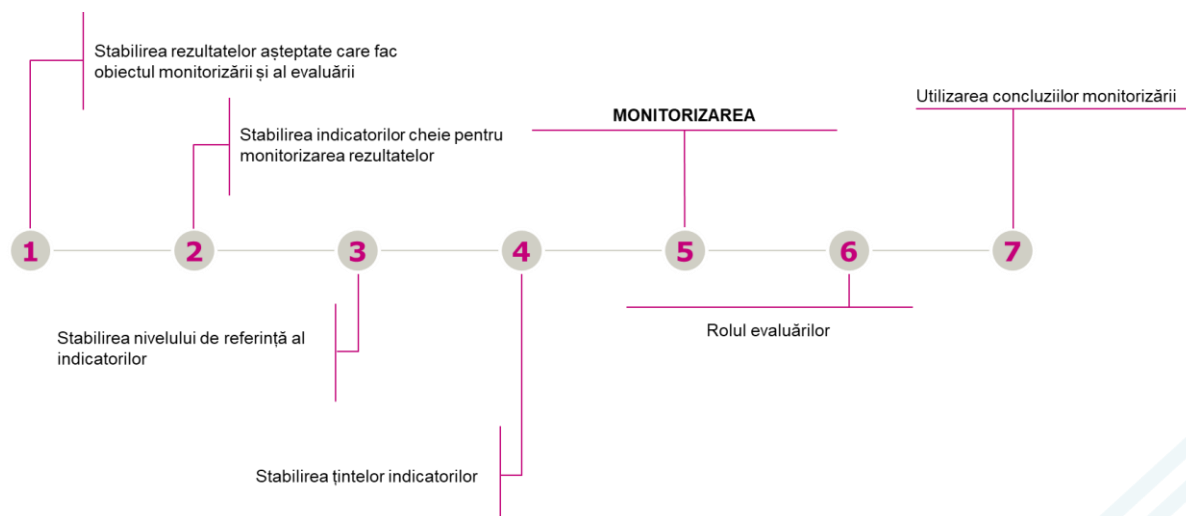 Stabilirea rezultatelor așteptate care fac
obiectul monitorizării și al evaluării
Stabilirea indicatorilor cheie pentru
monitorizarea rezultatelor
MONITORIZAREA
Utilizarea concluziilor monitorizării
1
2
3
4
5
6
7
Stabilirea nivelului de referință al
indicatorilor
Rolul evaluărilor
Stabilirea țintelor indicatorilor